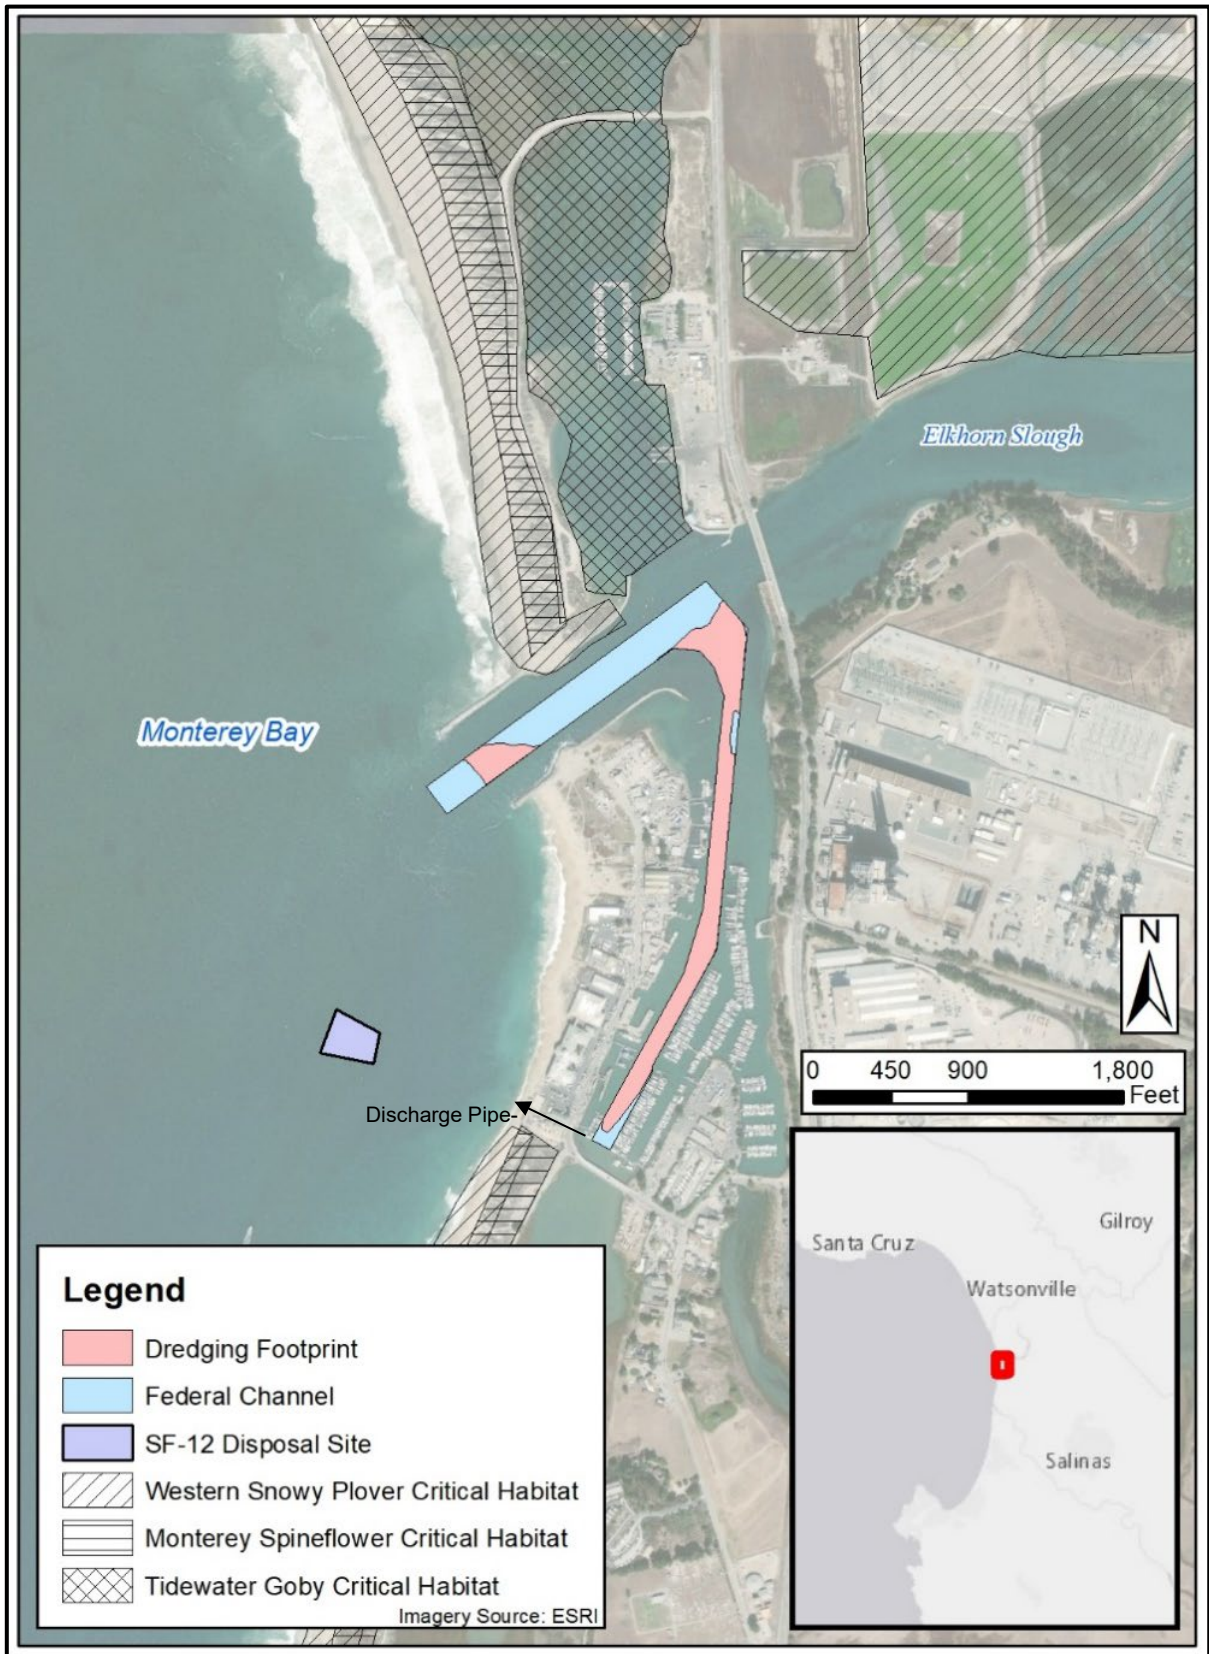 Elkhorn Slough
Monterey Bay
N
0 450 900 1,800
Feet
Discharge Pipe-
Gilroy
Santa Cruz
Watsonville
Salinas
Legend
Dredging Footprint
Federal Channel
SF-12 Disposal Site
Western Snowy Plover Critical Habitat
Monterey Spineflower Critical Habitat
Tidewater Goby Critical Habitat
Imagery Source: ESRI